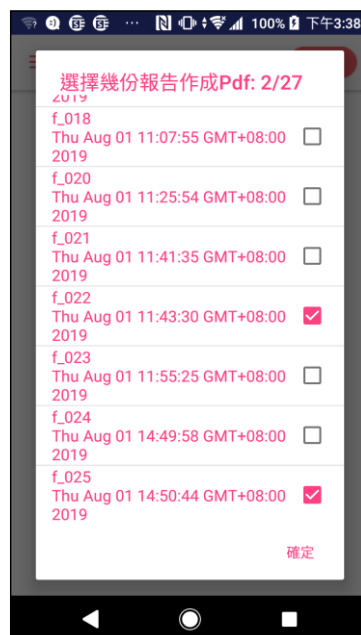 100% 下午3:38
選擇幾份報告作成Pdf: 2/27
2019
f_018
Thu Aug 01 11:07:55 GMT+08:00
2019
f_020
Thu Aug 01 11:25:54 GMT+08:00
2019
f_021
Thu Aug 01 11:41:35 GMT+08:00
2019
f_022
Thu Aug 01 11:43:30 GMT+08:00
2019
f_023
Thu Aug 01 11:55:25 GMT+08:00
2019
f_024
Thu Aug 01 14:49:58 GMT+08:00
2019
f_025
Thu Aug 01 14:50:44 GMT+08:00
2019
確定